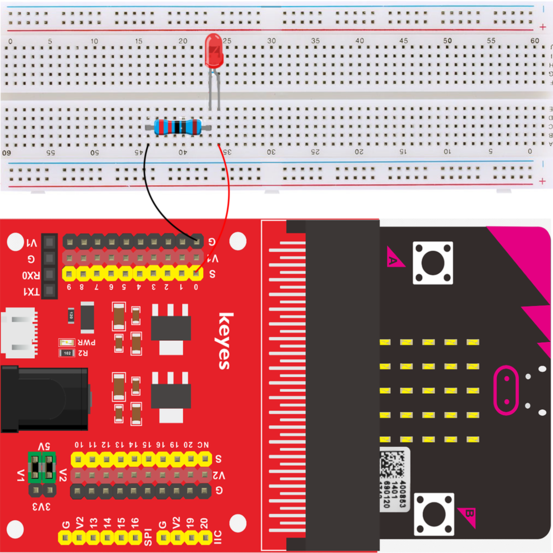 − −
+ +
0 5 10 15 20 25 30 35 40 45 50 55 60
J
I
H
G
F
E
D
C
B
A
60 55 50 45 40 35 30 25 20 15 10 5 0
− −
+ +
V1
G
RX0
TX1
G
V1
S
9 8 7 6 5 4 3 2 1 0
keyes
PWR
R2
A
5V
V1 V2
3V3
10 11 12 13 14 15 16 19 20 NC
S
V2
G
G V2 13 14 15 16 SPI
G V2 19 20 IIC
400863
1401
690120
B